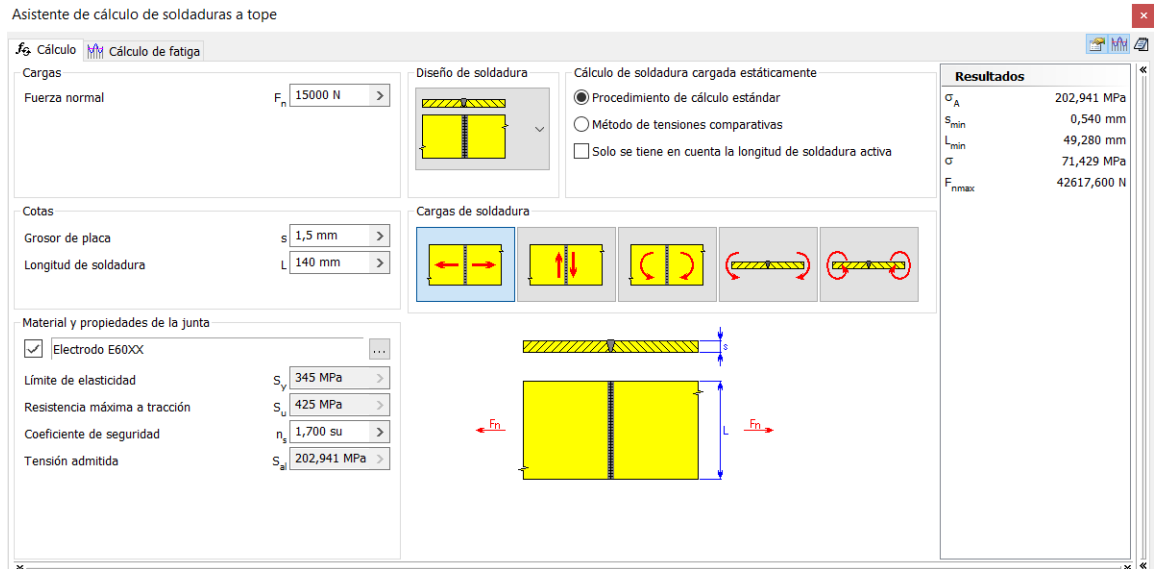 Asistente de cálculo de soldaduras a tope
Cálculo
Cálculo de fatiga
Cargas
Fuerza normal Fn 15000 N >
Diseño de soldadura
Cálculo de soldadura cargada estáticamente
Procedimiento de cálculo estándar
Método de tensiones comparativas
Solo se tiene en cuenta la longitud de soldadura activa
Cotas
Grosor de placa s 1,5 mm >
Longitud de soldadura L 140 mm >
Cargas de soldadura
Material y propiedades de la junta
Electrodo E60XX ...
Límite de elasticidad Sy 345 MPa >
Resistencia máxima a tracción Su 425 MPa >
Coeficiente de seguridad ns 1,700 su >
Tensión admitida Sal 202,941 MPa >
s
Fn
L
Fn
Resultados
σA 202,941 MPa
smin 0,540 mm
Lmin 49,280 mm
σ 71,429 MPa
Fnmax 42617,600 N